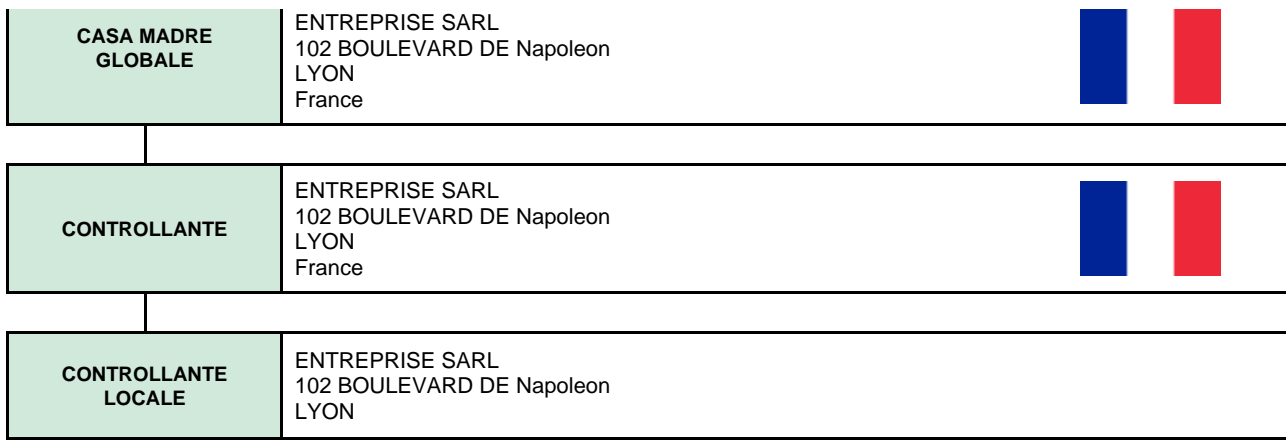 CASA MADRE
GLOBALE
ENTREPRISE SARL
102 BOULEVARD DE Napoleon
LYON
France
CONTROLLANTE
ENTREPRISE SARL
102 BOULEVARD DE Napoleon
LYON
France
CONTROLLANTE
LOCALE
ENTREPRISE SARL
102 BOULEVARD DE Napoleon
LYON